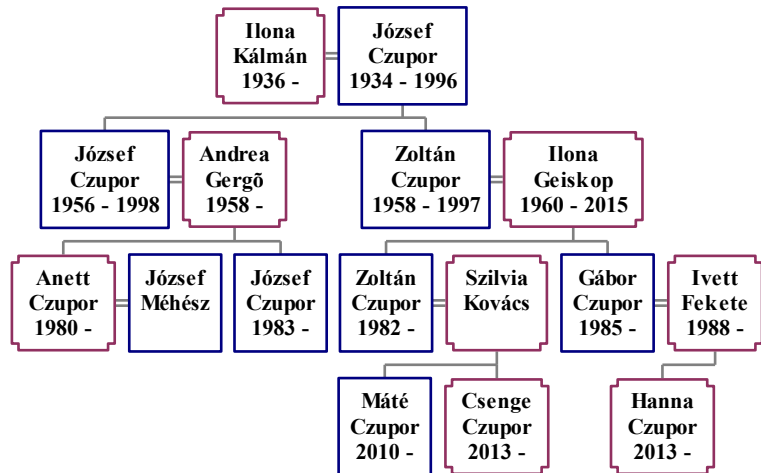 Ilona
Kálmán
1936 -
József
Czupor
1934 - 1996
József
Czupor
1956 - 1998
Andrea
Gergõ
1958 -
Zoltán
Czupor
1958 - 1997
Ilona
Geiskop
1960 - 2015
Anett
Czupor
1980 -
József
Méhész
József
Czupor
1983 -
Zoltán
Czupor
1982 -
Szilvia
Kovács
Gábor
Czupor
1985 -
Ivett
Fekete
1988 -
Máté
Czupor
2010 -
Csenge
Czupor
2013 -
Hanna
Czupor
2013 -